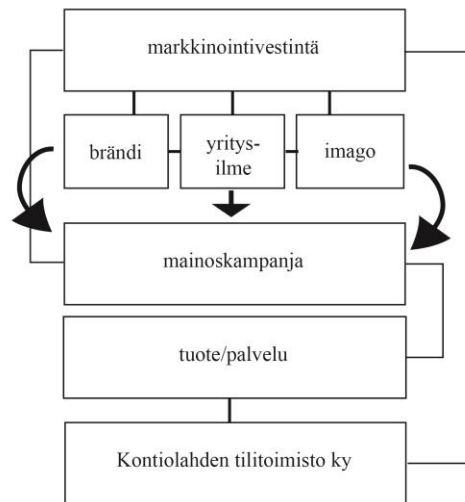 markkinointivestintä
brändi
yritys-
ilme
imago
mainoskampanja
tuote/palvelu
Kontiolahden tilitoimisto ky